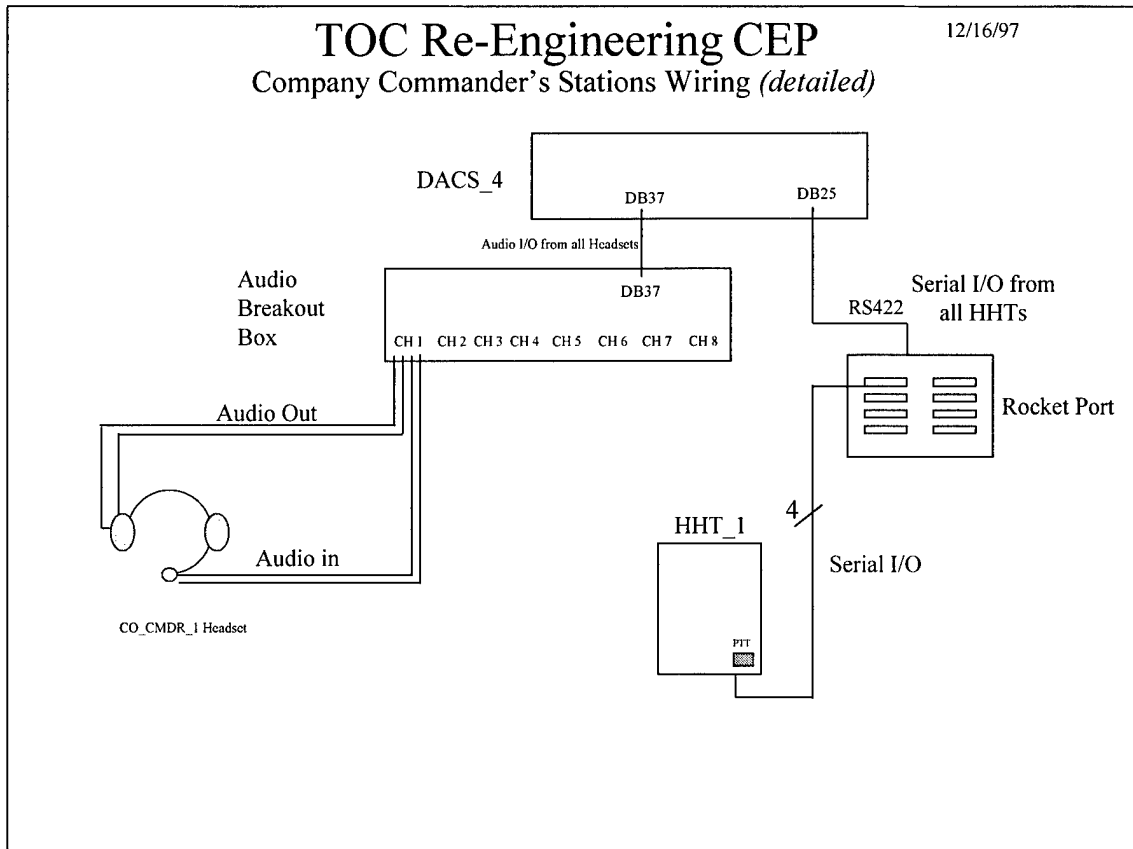 TOC Re-Engineering CEP
12/16/97
Company Commander's Stations Wiring (detailed)
DACS_4
DB37
DB25
Audio I/O from all Headsets
Audio
Breakout
Box
DB37
CH 1 CH 2 CH 3 CH 4 CH 5 CH 6 CH 7 CH 8
RS422
Serial I/O from
all HHTs
Rocket Port
Audio Out
Audio in
CO_CMDR_1 Headset
HHT_1
4
Serial I/O
PTT